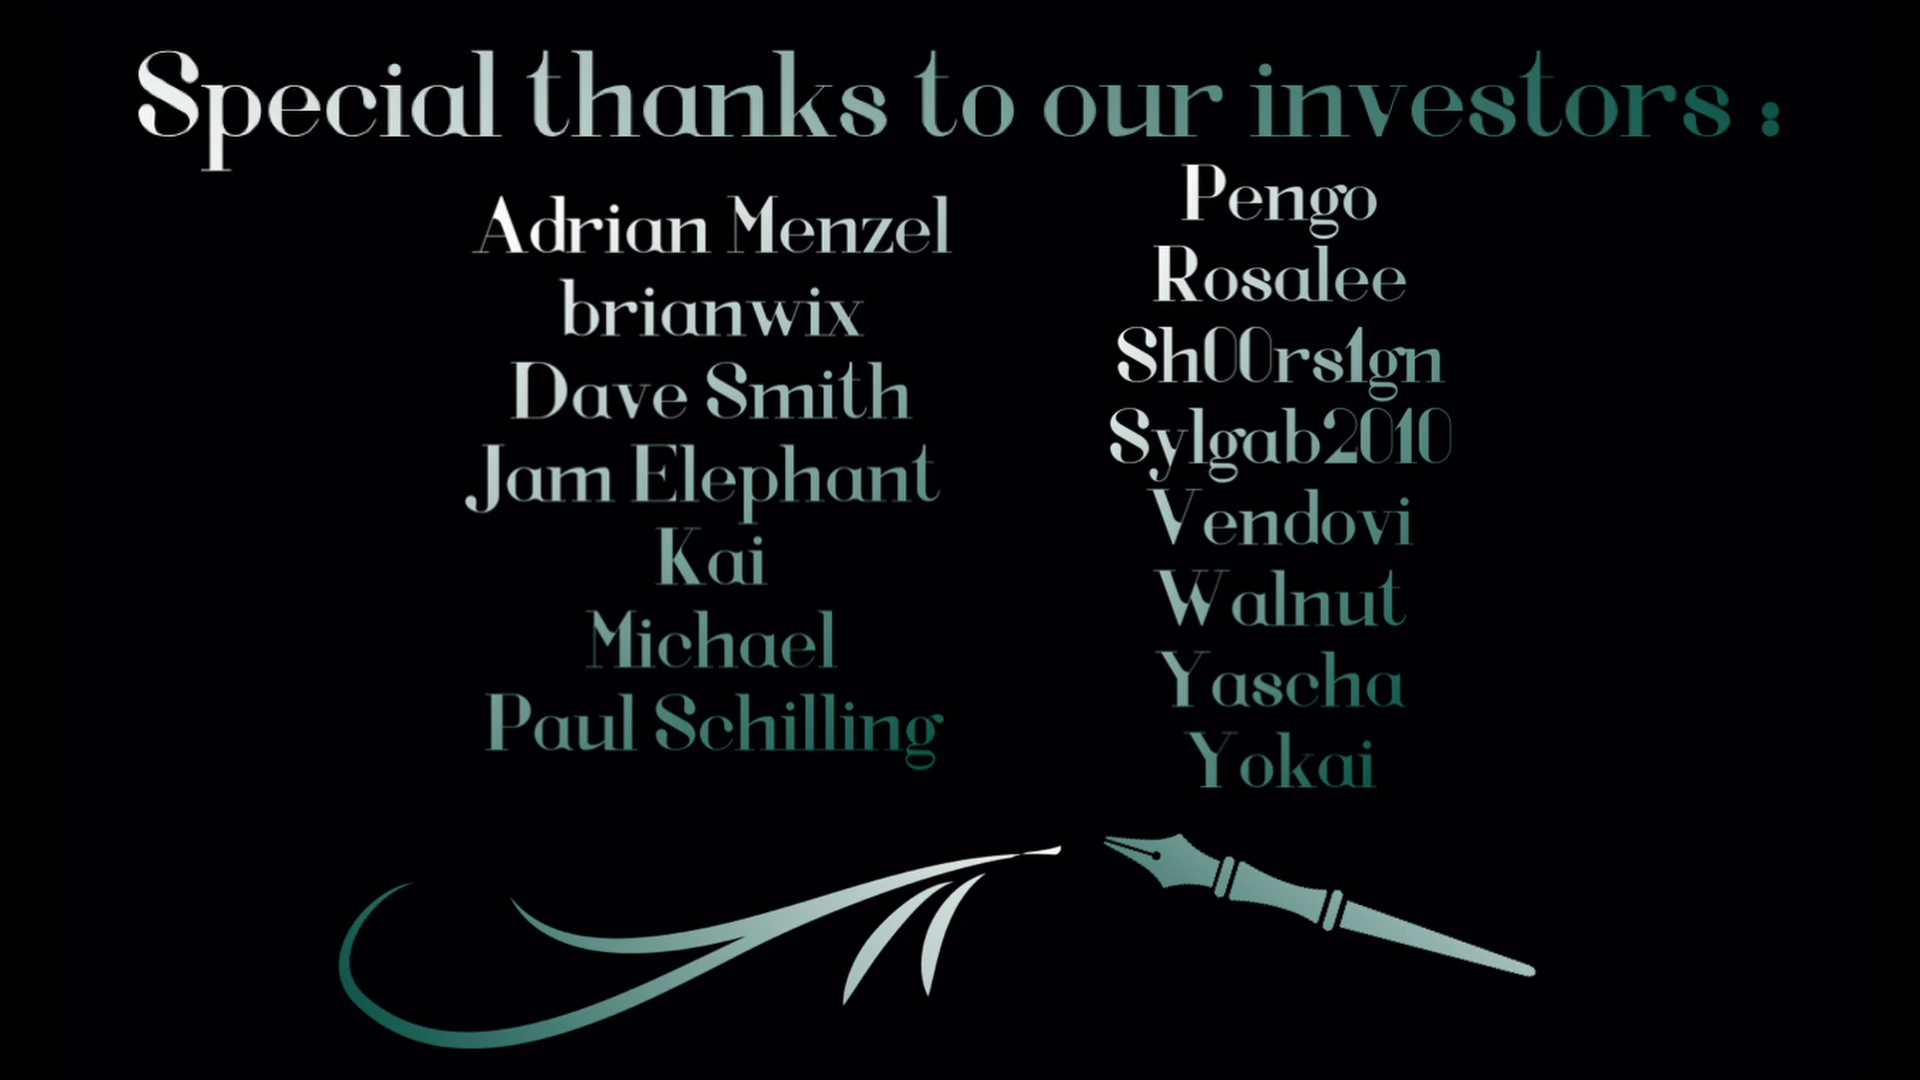 Special thanks to our investors :
Adrian Menzel
brianwix
Dave Smith
Jam Elephant
Kai
Michael
Paul Schilling
Pengo
Rosalee
Sh00rs1gn
Sylgab2010
Vendovi
Walnut
Yascha
Yokai